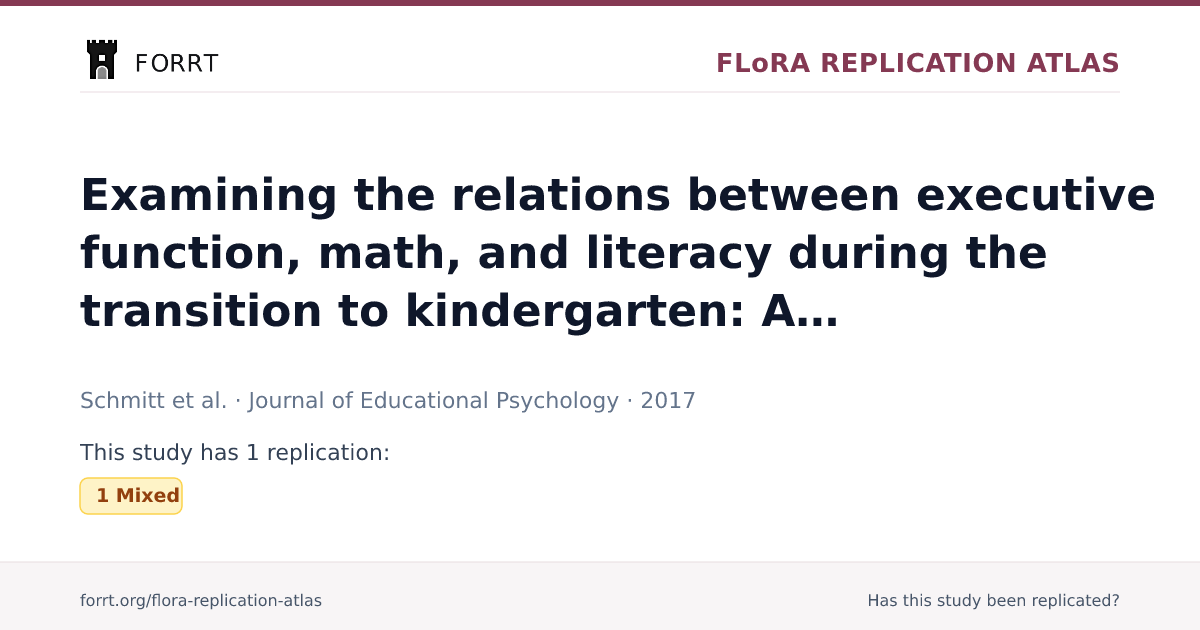 FORRT
FLoRA REPLICATION ATLAS
Examining the relations between executive
function, math, and literacy during the
transition to kindergarten: A…
Schmitt et al. · Journal of Educational Psychology · 2017
This study has 1 replication:
1 Mixed
forrt.org/flora-replication-atlas
Has this study been replicated?